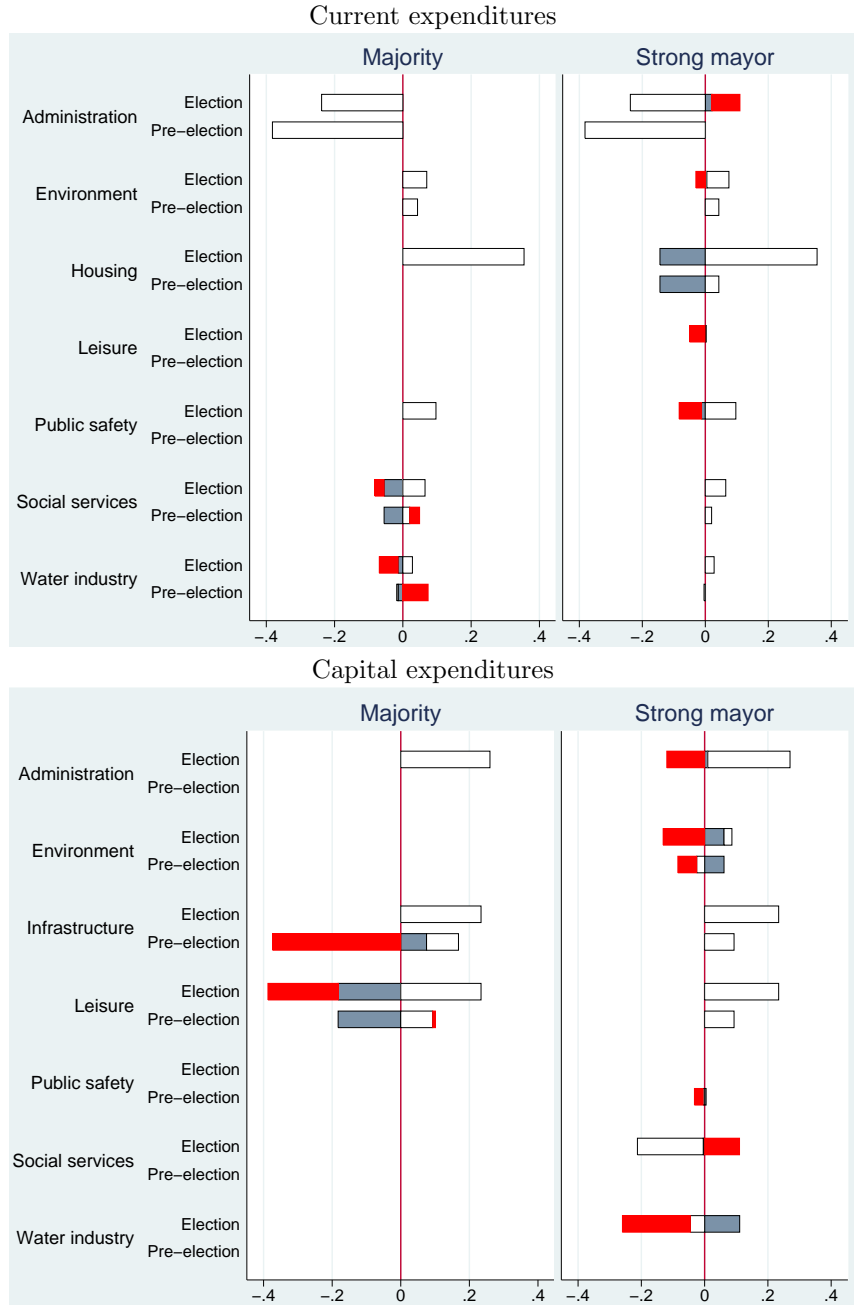 Current expenditures
Majority Strong mayor
Administration
Election
Pre−election
Environment
Election
Pre−election
Housing
Election
Pre−election
Leisure
Election
Pre−election
Public safety
Election
Pre−election
Social services
Election
Pre−election
Water industry
Election
Pre−election
−.4 −.2 0 .2 .4 −.4 −.2 0 .2 .4
Capital expenditures
Majority Strong mayor
Administration
Election
Pre−election
Environment
Election
Pre−election
Infrastructure
Election
Pre−election
Leisure
Election
Pre−election
Public safety
Election
Pre−election
Social services
Election
Pre−election
Water industry
Election
Pre−election
−.4 −.2 0 .2 .4 −.4 −.2 0 .2 .4